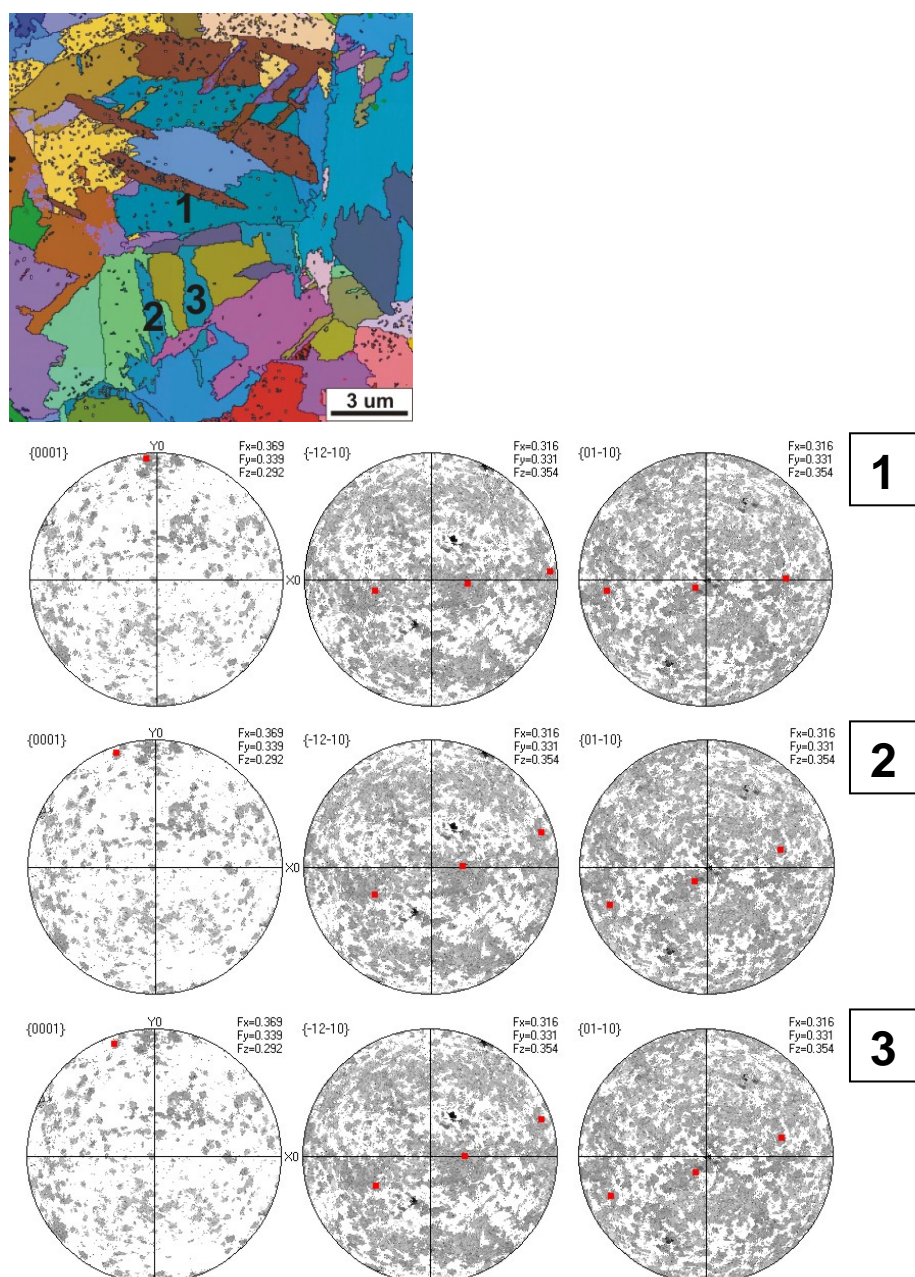 1
2
3
3 um
{0001}
Y0
Fx=0.369
Fy=0.339
Fz=0.292
X0
{-12-10}
Fx=0.316
Fy=0.331
Fz=0.354
{01-10}
Fx=0.316
Fy=0.331
Fz=0.354
1
{0001}
Y0
Fx=0.369
Fy=0.339
Fz=0.292
X0
{-12-10}
Fx=0.316
Fy=0.331
Fz=0.354
{01-10}
Fx=0.316
Fy=0.331
Fz=0.354
2
{0001}
Y0
Fx=0.369
Fy=0.339
Fz=0.292
X0
{-12-10}
Fx=0.316
Fy=0.331
Fz=0.354
{01-10}
Fx=0.316
Fy=0.331
Fz=0.354
3